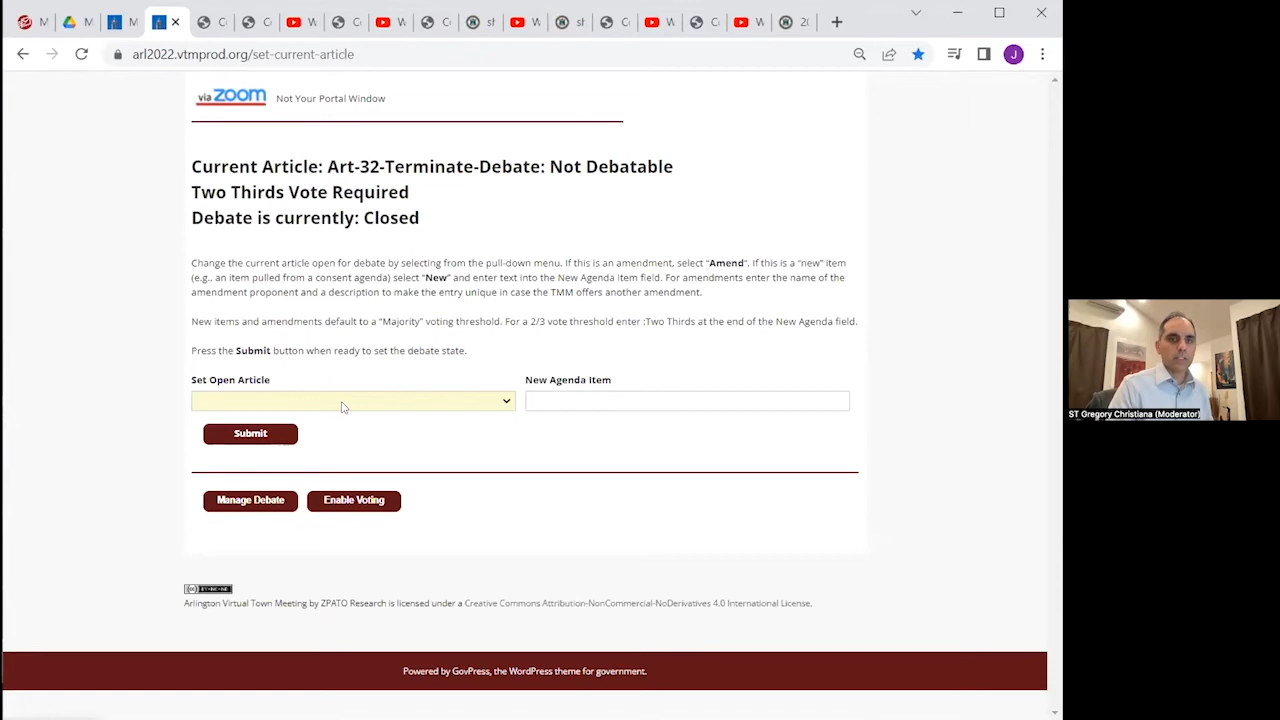 M
M
M
C
C
W
C
W
C
st
W
st
C
W
C
W
20
arl2022.vtmprod.org/set-current-article
J
via ZOOM Not Your Portal Window
Current Article: Art-32-Terminate-Debate: Not Debatable
Two Thirds Vote Required
Debate is currently: Closed
Change the current article open for debate by selecting from the pull-down menu. If this is an amendment, select "Amend". If this is a "new" item
(e.g., an item pulled from a consent agenda) select "New" and enter text into the New Agenda Item field. For amendments enter the name of the
amendment proponent and a description to make the entry unique in case the TMM offers another amendment.
New items and amendments default to a "Majority" voting threshold. For a 2/3 vote threshold enter :Two Thirds at the end of the New Agenda field.
Press the Submit button when ready to set the debate state.
Set Open Article New Agenda Item
Submit
Manage Debate Enable Voting
ST Gregory Christiana (Moderator)
Arlington Virtual Town Meeting by ZPATO Research is licensed under a Creative Commons Attribution-NonCommercial-NoDerivatives 4.0 International License.
Powered by GovPress, the WordPress theme for government.